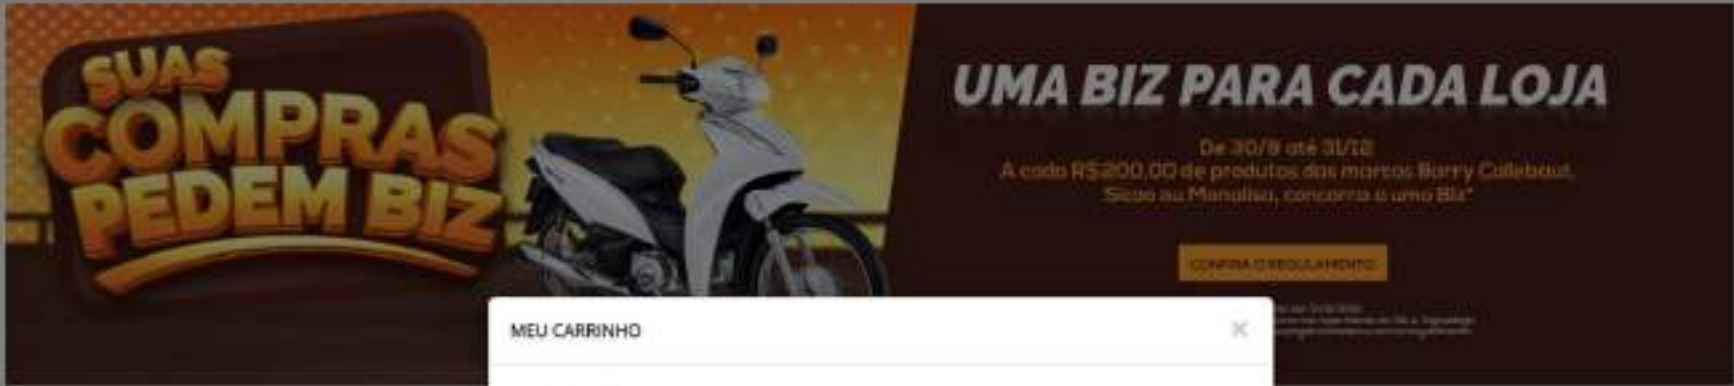 SUAS
COMPRAS
PEDEM BIZ
UMA BIZ PARA CADA LOJA
De 30/9 até 31/12
A cada R$200,00 de produtos das marcas Barry Callebaut,
Sicao ou Monalisa, concorra a uma Biz*
CONFIRA O REGULAMENTO
MEU CARRINHO
×